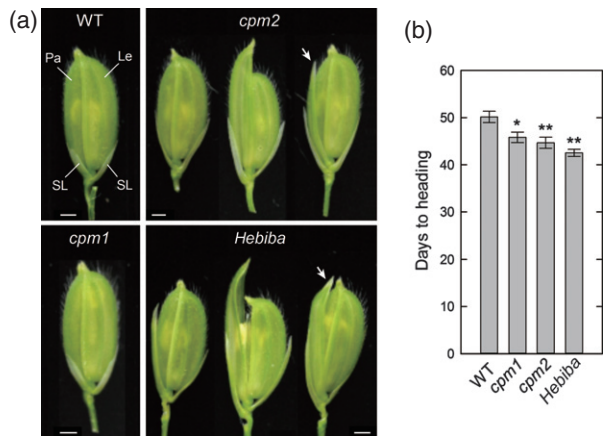 (a)
WT
cpm2
Pa
Le
SL
SL
cpm1
Hebiba
(b)
Days to heading
60
50
40
30
20
10
0
*
**
**
WT
cpm1
cpm2
Hebiba